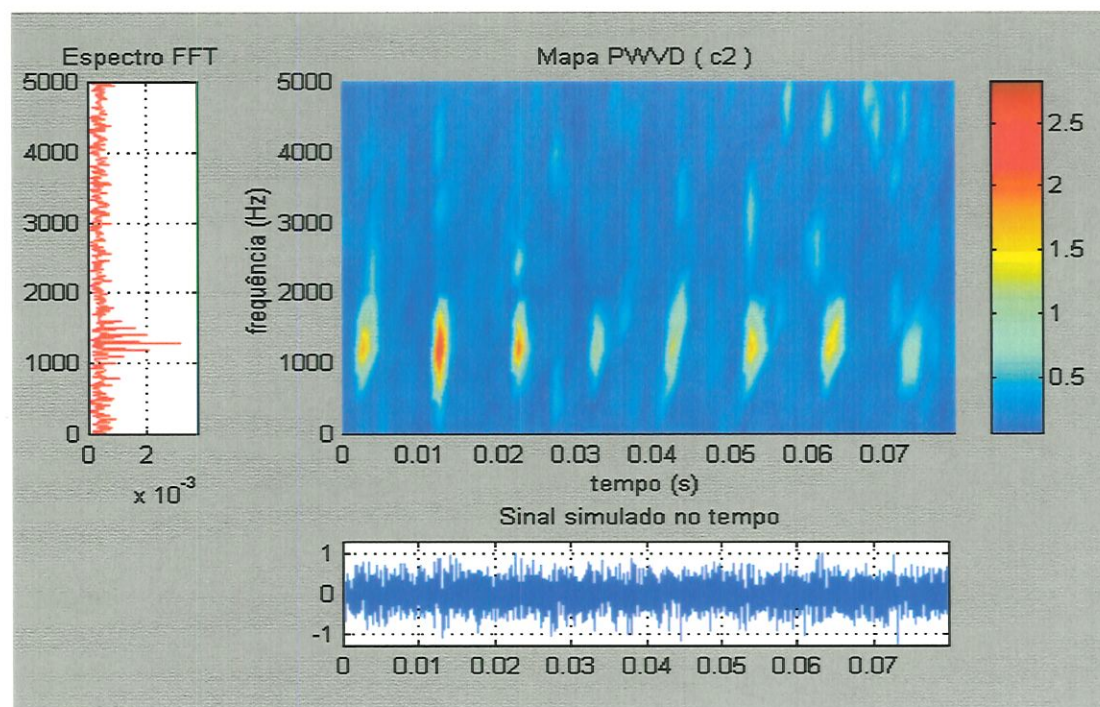 Espectro FFT
5000
4000
3000
2000
1000
0
0 2
x 10-3
Mapa PWVD ( c2 )
frequência (Hz)
5000
4000
3000
2000
1000
0
0 0.01 0.02 0.03 0.04 0.05 0.06 0.07
tempo (s)
2.5
2
1.5
1
0.5
Sinal simulado no tempo
1
0
-1
0 0.01 0.02 0.03 0.04 0.05 0.06 0.07